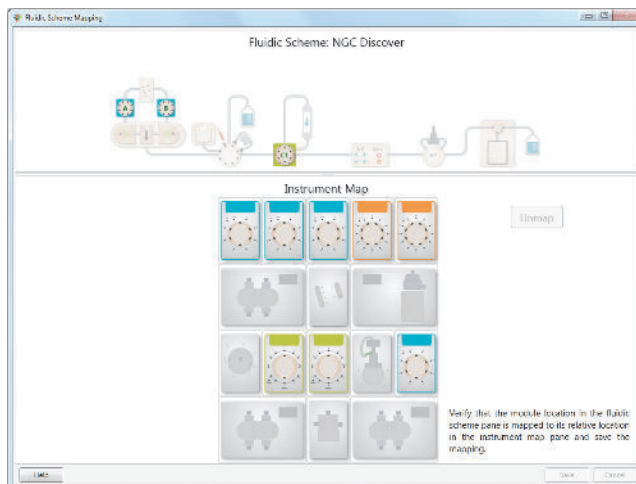 Fluidic Scheme Mapping
Fluidic Scheme: NGC Discover
A
B
Instrument Map
Unmap
Verify that the module location in the fluidic
scheme pane is mapped to its relative location
in the instrument map pane and save the
mapping.
Help
Save
Cancel